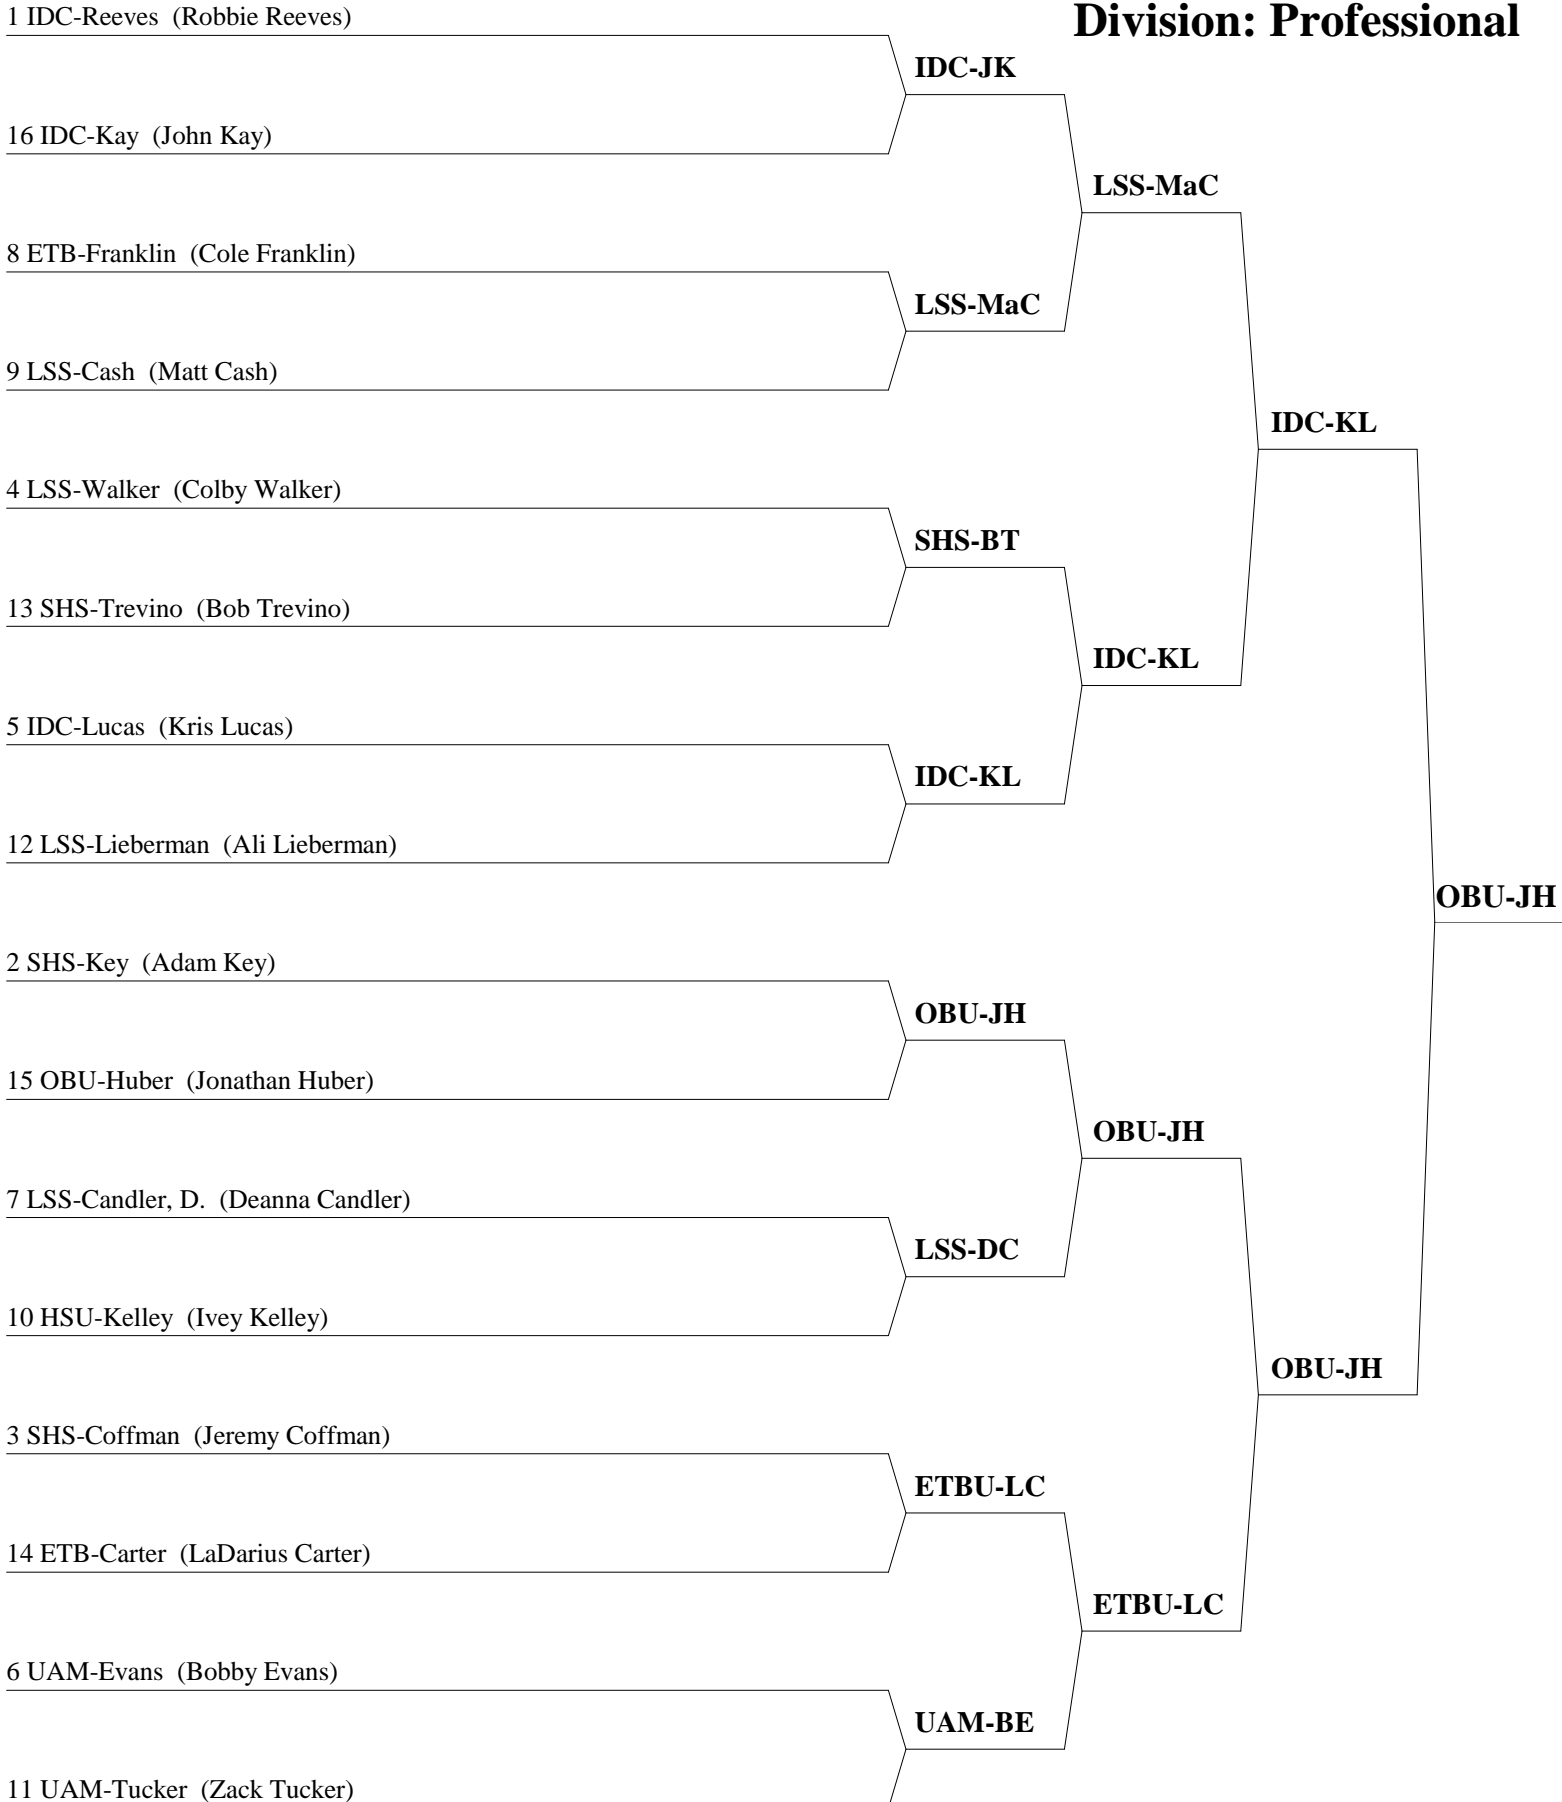 1 IDC-Reeves (Robbie Reeves)
Division: Professional
IDC-JK
16 IDC-Kay (John Kay)
LSS-MaC
8 ETB-Franklin (Cole Franklin)
LSS-MaC
9 LSS-Cash (Matt Cash)
IDC-KL
4 LSS-Walker (Colby Walker)
SHS-BT
13 SHS-Trevino (Bob Trevino)
IDC-KL
5 IDC-Lucas (Kris Lucas)
IDC-KL
12 LSS-Lieberman (Ali Lieberman)
OBU-JH
2 SHS-Key (Adam Key)
OBU-JH
15 OBU-Huber (Jonathan Huber)
OBU-JH
7 LSS-Candler, D. (Deanna Candler)
LSS-DC
10 HSU-Kelley (Ivey Kelley)
OBU-JH
3 SHS-Coffman (Jeremy Coffman)
ETBU-LC
14 ETB-Carter (LaDarius Carter)
ETBU-LC
6 UAM-Evans (Bobby Evans)
UAM-BE
11 UAM-Tucker (Zack Tucker)